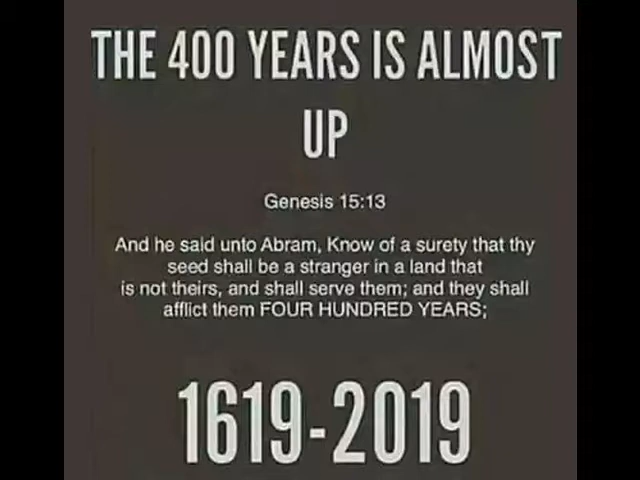 THE 400 YEARS IS ALMOST
UP
Genesis 15:13
And he said unto Abram, Know of a surety that thy
seed shall be a stranger in a land that
is not theirs, and shall serve them; and they shall
afflict them FOUR HUNDRED YEARS;
1619-2019